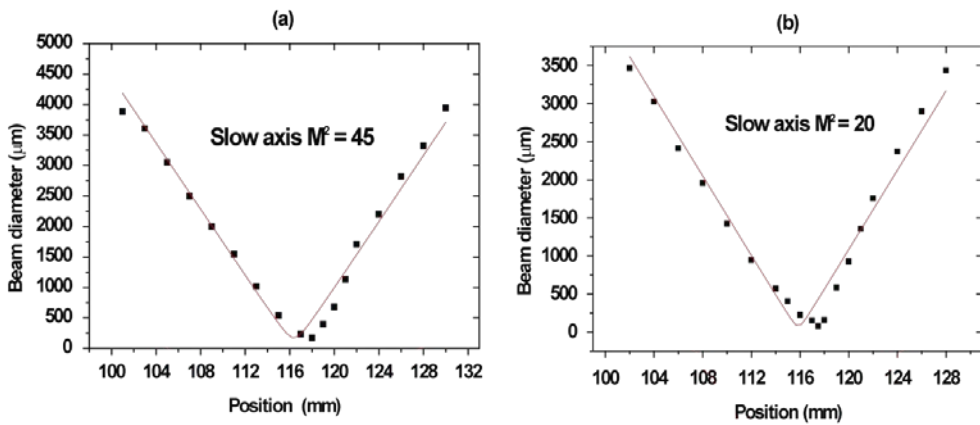 (a)
5000
4500
4000
3500
3000
2500
2000
1500
1000
500
0
Beam diameter (μm)
Slow axis M² = 45
100 104 108 112 116 120 124 128 132
Position (mm)
(b)
3500
3000
2500
2000
1500
1000
500
0
Beam diameter (μm)
Slow axis M² = 20
100 104 108 112 116 120 124 128
Position (mm)